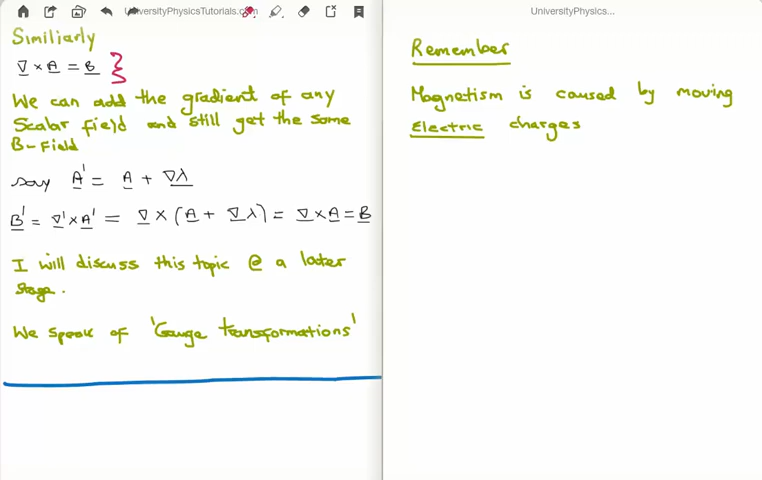 UniversityPhysicsTutorials.com
Similiarly
∇ × A = B
We can add the gradient of any
Scalar field and still get the same
B-Field
say A' = A + ∇λ
B' = ∇' × A' = ∇ × (A + ∇λ) = ∇ × A = B
I will discuss this topic @ a later
stage.
We speak of 'Gauge transformations'
UniversityPhysics...
Remember
Magnetism is caused by moving
Electric charges